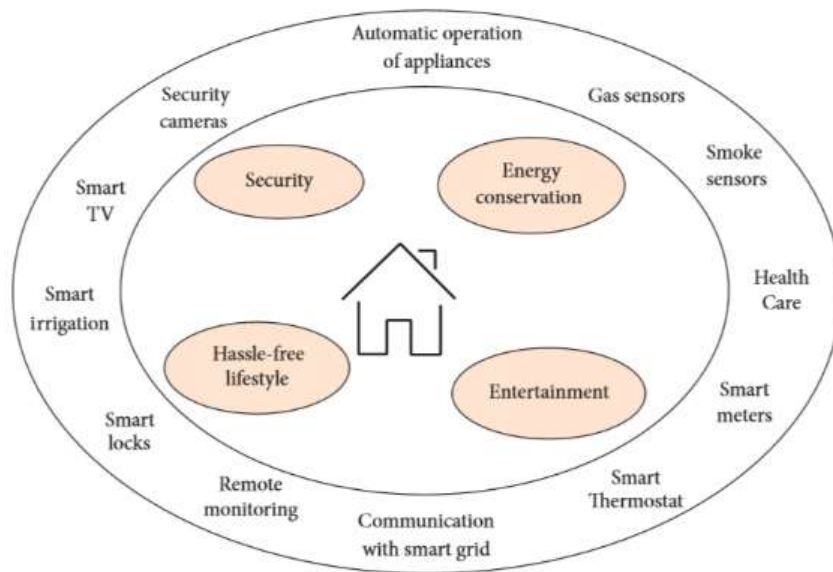 Automatic operation
of appliances
Security
cameras
Gas sensors
Smoke
sensors
Smart
TV
Security
Energy
conservation
Health
Care
Smart
irrigation
Hassle-free
lifestyle
Entertainment
Smart
meters
Smart
locks
Remote
monitoring
Smart
Thermostat
Communication
with smart grid